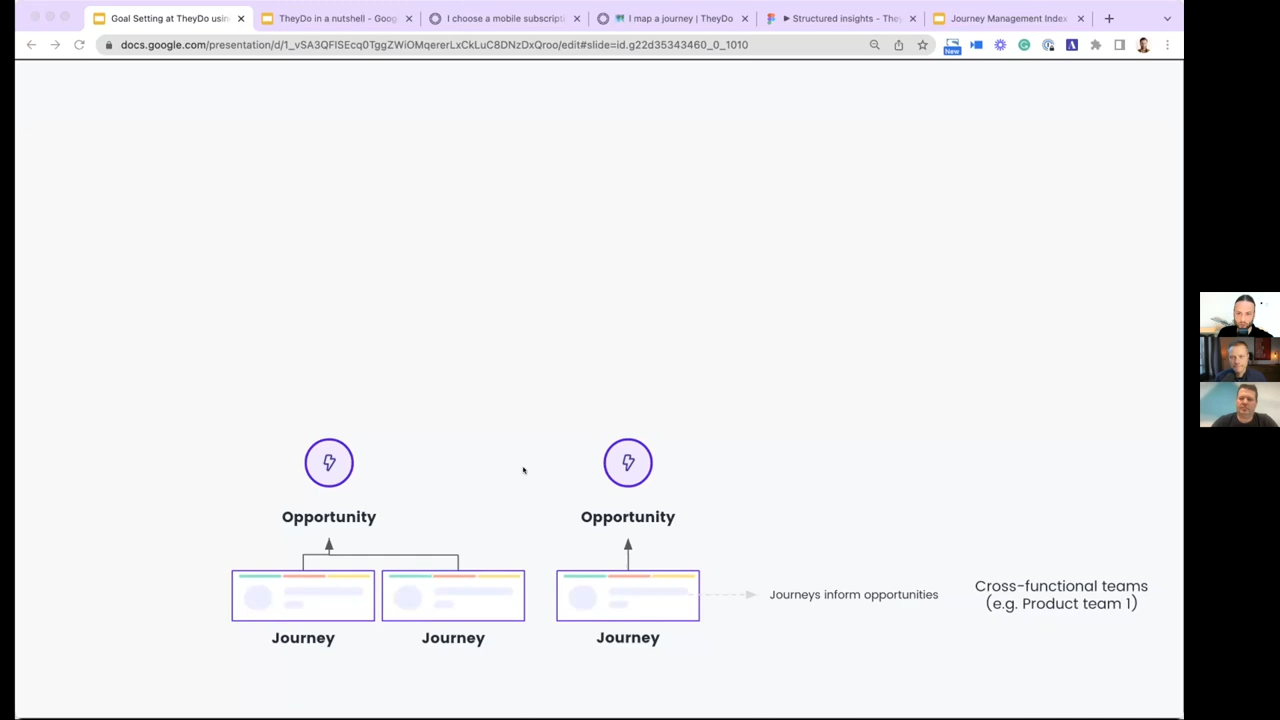 Goal Setting at TheyDo usin
TheyDo in a nutshell - Goog
I choose a mobile subscripti
I map a journey | TheyDo
Structured insights - They
Journey Management Index
docs.google.com/presentation/d/1_vSA3QFlSEcq0TggZWiOMqererLxCkLuC8DNzDxQroo/edit#slide=id.g22d35343460_0_1010
New
Opportunity
Opportunity
Journeys inform opportunities
Cross-functional teams
(e.g. Product team 1)
Journey
Journey
Journey